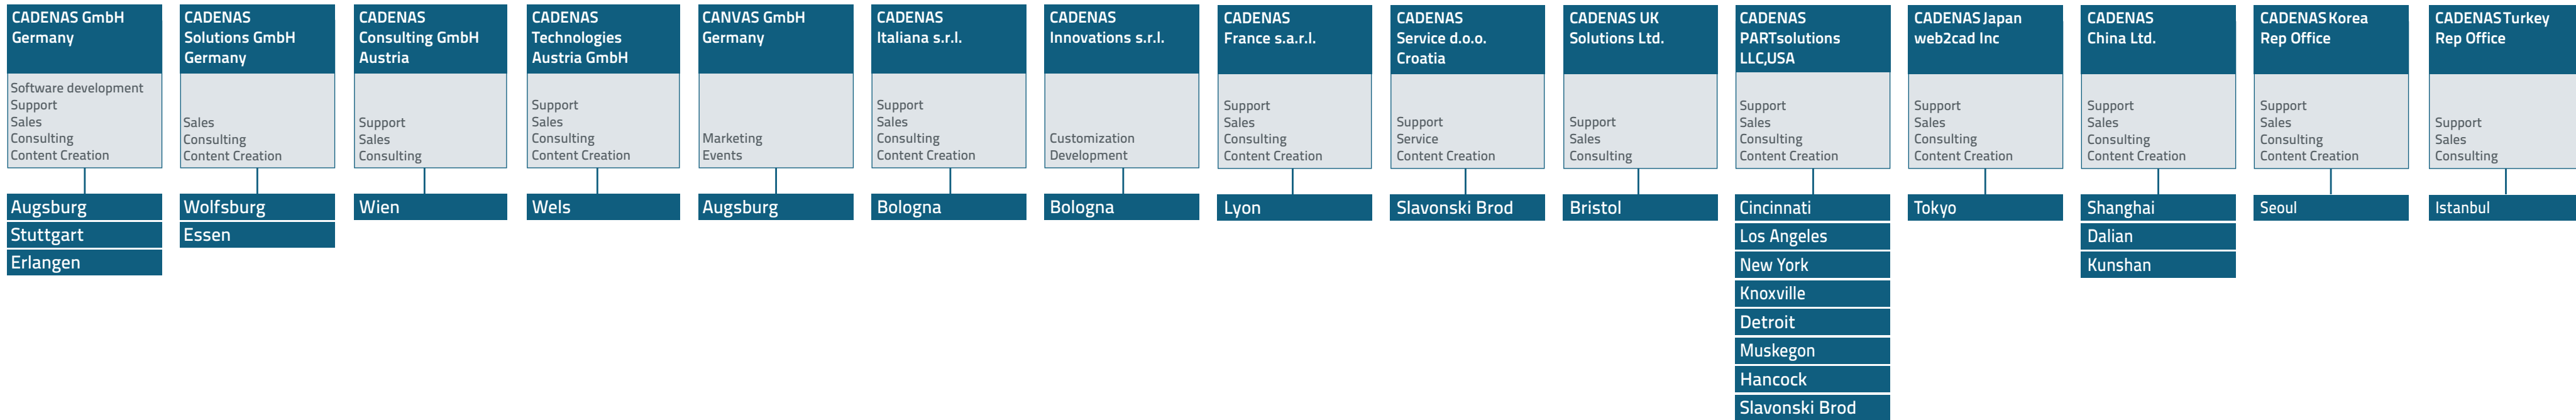 CADENAS GmbH
Germany
Software development
Support
Sales
Consulting
Content Creation
Augsburg
Stuttgart
Erlangen
CADENAS
Solutions GmbH
Germany
Sales
Consulting
Content Creation
Wolfsburg
Essen
CADENAS
Consulting GmbH
Austria
Support
Sales
Consulting
Wien
CADENAS
Technologies
Austria GmbH
Support
Sales
Consulting
Content Creation
Wels
CANVAS GmbH
Germany
Marketing
Events
Augsburg
CADENAS
Italiana s.r.l.
Support
Sales
Consulting
Content Creation
Bologna
CADENAS
Innovations s.r.l.
Customization
Development
Bologna
CADENAS
France s.a.r.l.
Support
Sales
Consulting
Content Creation
Lyon
CADENAS
Service d.o.o.
Croatia
Support
Service
Content Creation
Slavonski Brod
CADENAS UK
Solutions Ltd.
Support
Sales
Consulting
Bristol
CADENAS
PARTsolutions
LLC,USA
Support
Sales
Consulting
Content Creation
Cincinnati
Los Angeles
New York
Knoxville
Detroit
Muskegon
Hancock
Slavonski Brod
CADENAS Japan
web2cad Inc
Support
Sales
Consulting
Content Creation
Tokyo
CADENAS
China Ltd.
Support
Sales
Consulting
Content Creation
Shanghai
Dalian
Kunshan
CADENAS Korea
Rep Office
Support
Sales
Consulting
Content Creation
Seoul
CADENAS Turkey
Rep Office
Support
Sales
Consulting
Istanbul